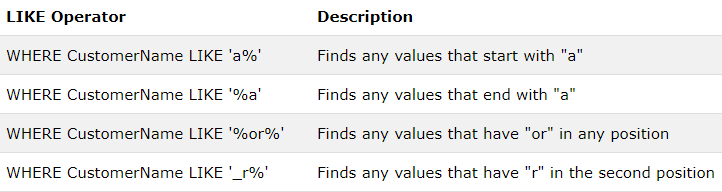 LIKE Operator Description
WHERE CustomerName LIKE 'a%' Finds any values that start with "a"
WHERE CustomerName LIKE '%a' Finds any values that end with "a"
WHERE CustomerName LIKE '%or%' Finds any values that have "or" in any position
WHERE CustomerName LIKE '_r%' Finds any values that have "r" in the second position